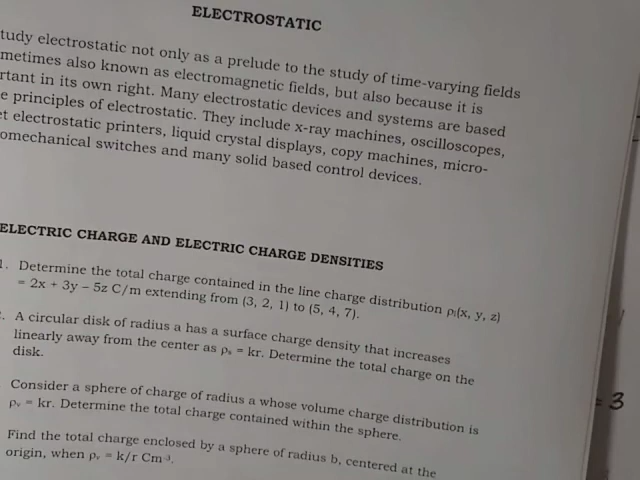 ELECTROSTATIC
tudy electrostatic not only as a prelude to the study of time-varying fields
metimes also known as electromagnetic fields, but also because it is
rtant in its own right. Many electrostatic devices and systems are based
e principles of electrostatic. They include x-ray machines, oscilloscopes,
et electrostatic printers, liquid crystal displays, copy machines, micro-
omechanical switches and many solid based control devices.
ELECTRIC CHARGE AND ELECTRIC CHARGE DENSITIES
1. Determine the total charge contained in the line charge distribution ρₗ(x, y, z)
= 2x + 3y – 5z C/m extending from (3, 2, 1) to (5, 4, 7).
. A circular disk of radius a has a surface charge density that increases
linearly away from the center as ρₛ = kr. Determine the total charge on the
disk.
Consider a sphere of charge of radius a whose volume charge distribution is
ρᵥ = kr. Determine the total charge contained within the sphere.
Find the total charge enclosed by a sphere of radius b, centered at the
origin, when ρᵥ = k/r Cm⁻³.
= 3